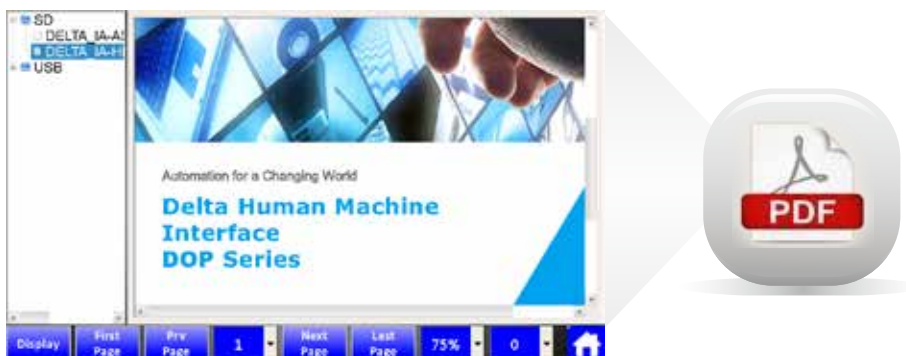 SD
DELTA_IA-AS
DELTA_IA-H
USB
Automation for a Changing World
Delta Human Machine
Interface
DOP Series
PDF
Display
First
Page
Prv
Page
1
Next
Page
Last
Page
75%
0